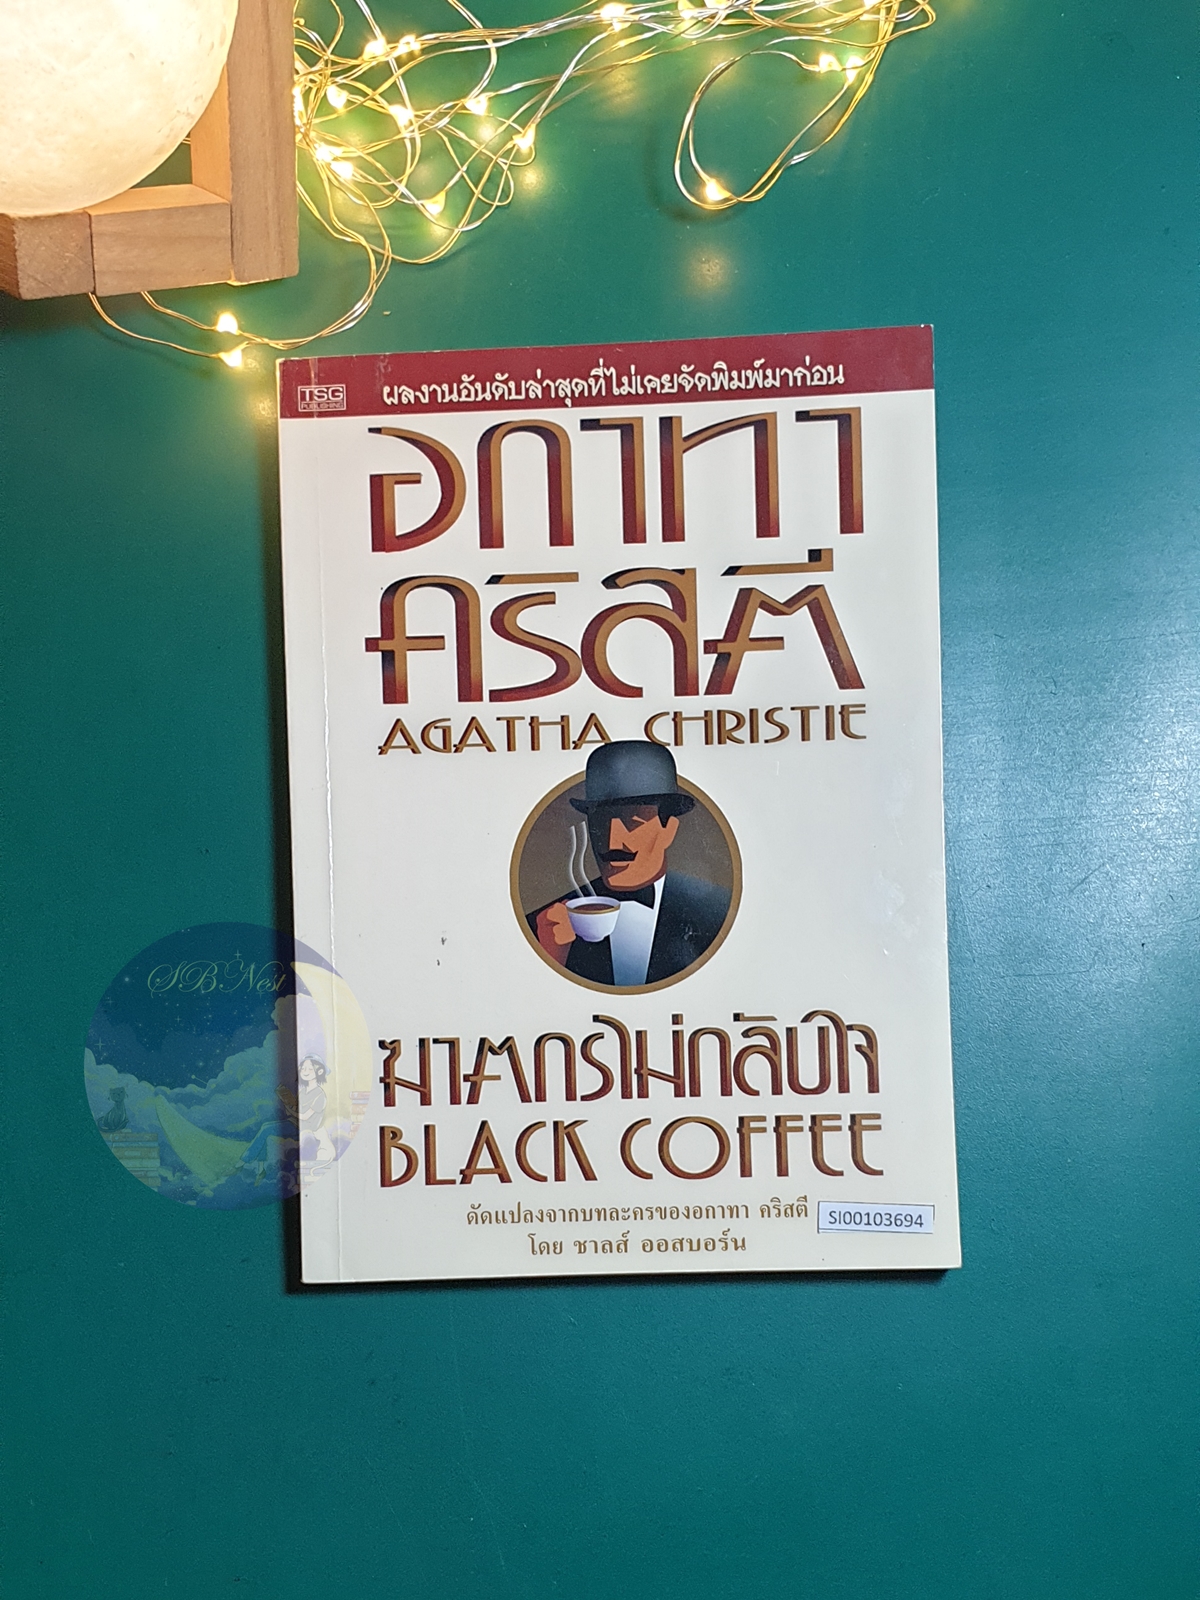 TSG
PUBLISHING
ผลงานอันดับล่าสุดที่ไม่เคยจัดพิมพ์มาก่อน
อกาทา
คริสตี
AGATHA CHRISTIE
SBNest
ฆาตกรไม่กลับใจ
BLACK COFFEE
ดัดแปลงจากบทละครของอกาทา คริสตี
SI00103694
โดย ชาลส์ ออสบอร์น